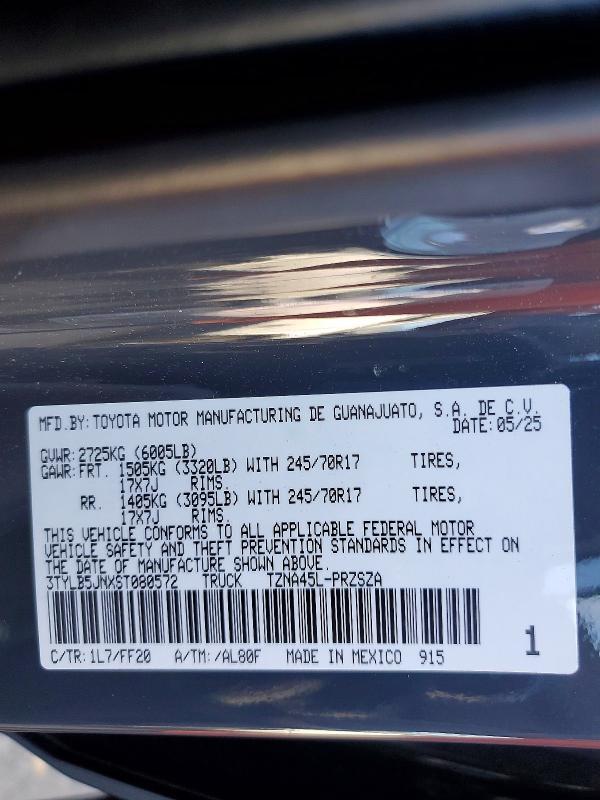 MFD.BY: TOYOTA MOTOR MANUFACTURING DE GUANAJUATO, S.A. DE C.V.
DATE: 05/25
GVWR: 2725KG (6005LB)
GAWR: FRT. 1505KG (3320LB) WITH 245/70R17 TIRES,
17X7J RIMS.
RR. 1405KG (3095LB) WITH 245/70R17 TIRES,
17X7J RIMS.
THIS VEHICLE CONFORMS TO ALL APPLICABLE FEDERAL MOTOR
VEHICLE SAFETY AND THEFT PREVENTION STANDARDS IN EFFECT ON
THE DATE OF MANUFACTURE SHOWN ABOVE.
3TYLB5JNXST080572 TRUCK TZNA45L-PRZSZA
C/TR: 1L7/FF20 A/TM: /AL80F MADE IN MEXICO 915
1